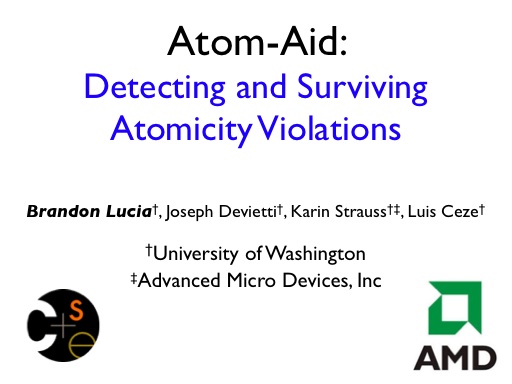 Atom-Aid:
Detecting and Surviving
Atomicity Violations
Brandon Lucia†, Joseph Devietti†, Karin Strauss†‡, Luis Ceze†
†University of Washington
‡Advanced Micro Devices, Inc
C+se
AMD